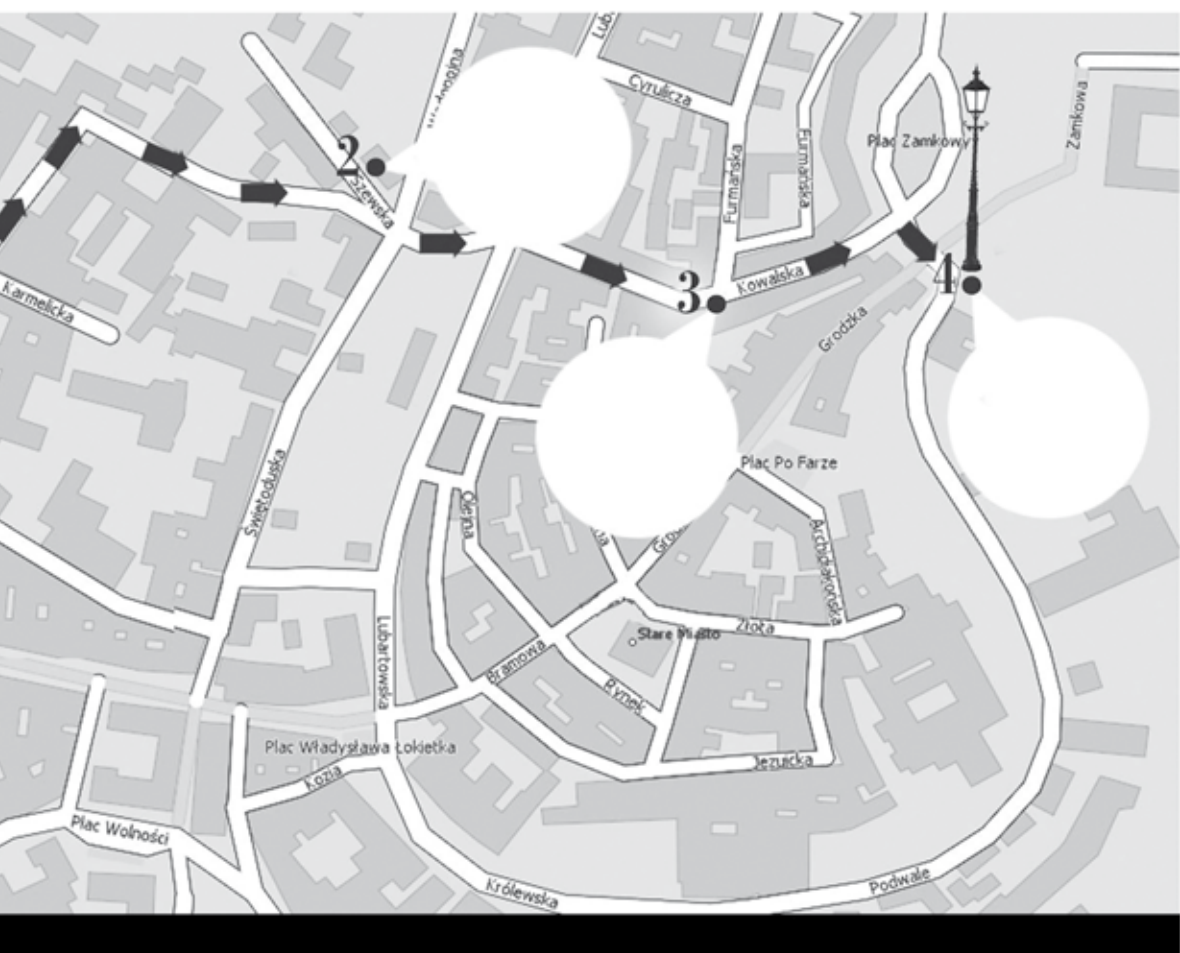 Cyrulicza
Furmańska
Furmańska
Plac Zamkowy
Zamkowa
2
3
Kowalska
4
Karmelicka
Grodzka
Plac Po Farze
Świętoduska
Olejna
Archidiakońska
Stare Miasto
Złota
Bramowa
Rynek
Lubartowska
Plac Władysława Łokietka
Jezuicka
Kozia
Plac Wolności
Królewska
Podwale